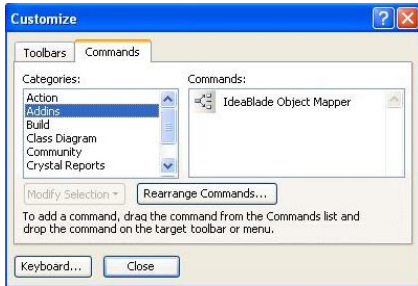 Customize
Toolbars
Commands
Categories:
Commands:
Action
Addins
Build
Class Diagram
Community
Crystal Reports
IdeaBlade Object Mapper
Modify Selection
Rearrange Commands...
To add a command, drag the command from the Commands list and
drop the command on the target toolbar or menu.
Keyboard...
Close